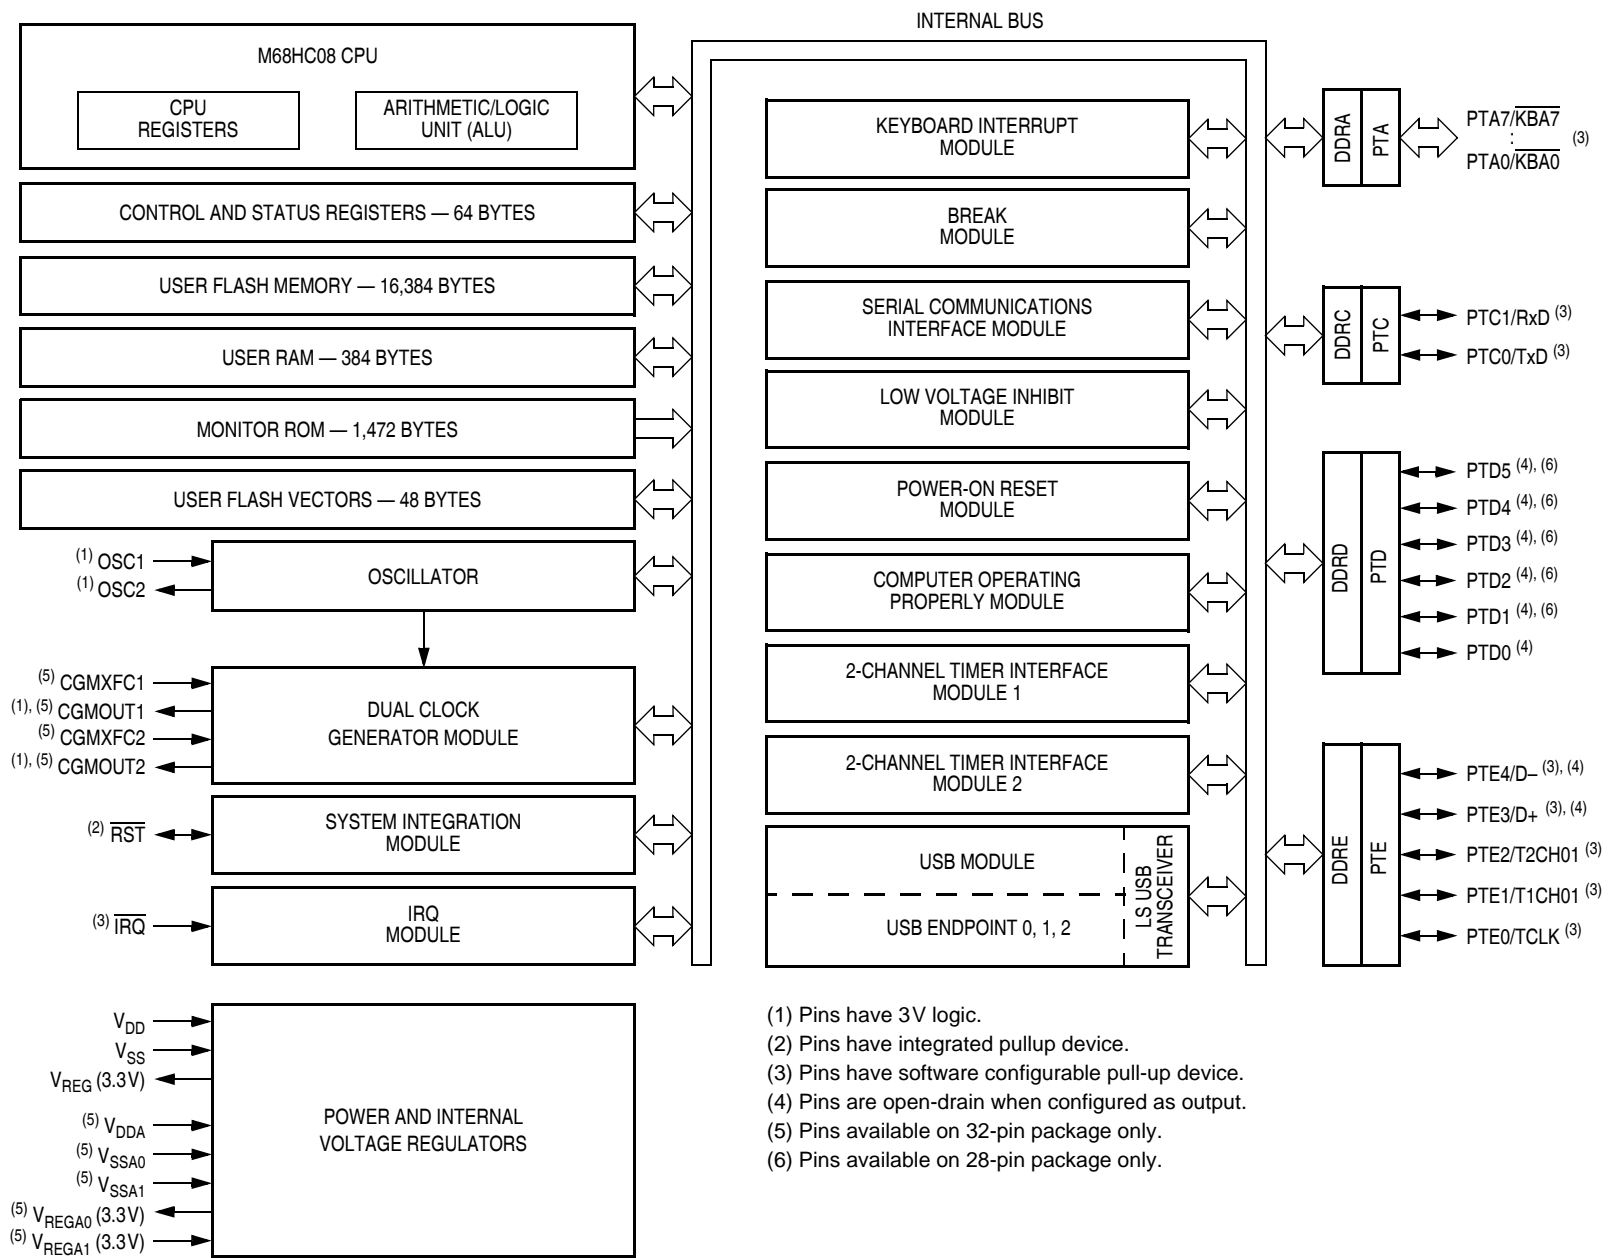 INTERNAL BUS
M68HC08 CPU
CPU
REGISTERS
ARITHMETIC/LOGIC
UNIT (ALU)
CONTROL AND STATUS REGISTERS — 64 BYTES
USER FLASH MEMORY — 16,384 BYTES
USER RAM — 384 BYTES
MONITOR ROM — 1,472 BYTES
USER FLASH VECTORS — 48 BYTES
(1) OSC1
(1) OSC2
OSCILLATOR
(5) CGMXFC1
(1), (5) CGMOUT1
(5) CGMXFC2
(1), (5) CGMOUT2
DUAL CLOCK
GENERATOR MODULE
(2) RST
SYSTEM INTEGRATION
MODULE
(3) IRQ
IRQ
MODULE
VDD
VSS
VREG (3.3V)
(5) VDDA
(5) VSSA0
(5) VSSA1
(5) VREGA0 (3.3V)
(5) VREGA1 (3.3V)
POWER AND INTERNAL
VOLTAGE REGULATORS
KEYBOARD INTERRUPT
MODULE
BREAK
MODULE
SERIAL COMMUNICATIONS
INTERFACE MODULE
LOW VOLTAGE INHIBIT
MODULE
POWER-ON RESET
MODULE
COMPUTER OPERATING
PROPERLY MODULE
2-CHANNEL TIMER INTERFACE
MODULE 1
2-CHANNEL TIMER INTERFACE
MODULE 2
USB MODULE
USB ENDPOINT 0, 1, 2
LS USB
TRANSCEIVER
DDRA
PTA
PTA7/KBA7
:
PTA0/KBA0
(3)
DDRC
PTC
PTC1/RxD (3)
PTC0/TxD (3)
DDRD
PTD
PTD5 (4), (6)
PTD4 (4), (6)
PTD3 (4), (6)
PTD2 (4), (6)
PTD1 (4), (6)
PTD0 (4)
DDRE
PTE
PTE4/D– (3), (4)
PTE3/D+ (3), (4)
PTE2/T2CH01 (3)
PTE1/T1CH01 (3)
PTE0/TCLK (3)
(1) Pins have 3V logic.
(2) Pins have integrated pullup device.
(3) Pins have software configurable pull-up device.
(4) Pins are open-drain when configured as output.
(5) Pins available on 32-pin package only.
(6) Pins available on 28-pin package only.